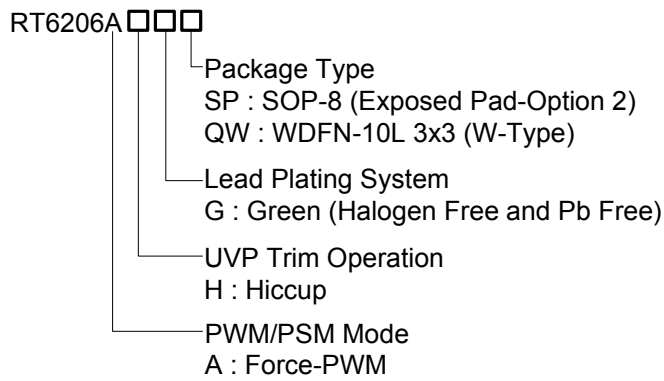 RT6206A
Package Type
SP : SOP-8 (Exposed Pad-Option 2)
QW : WDFN-10L 3x3 (W-Type)
Lead Plating System
G : Green (Halogen Free and Pb Free)
UVP Trim Operation
H : Hiccup
PWM/PSM Mode
A : Force-PWM